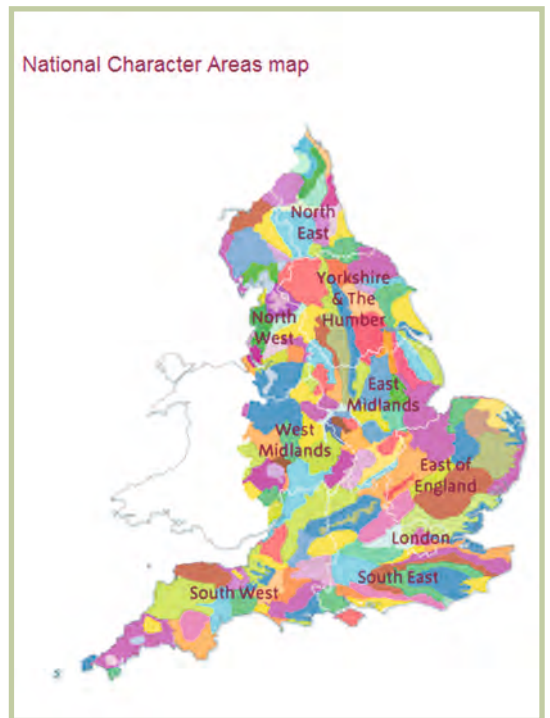 National Character Areas map
North
East
Yorkshire
& The
Humber
North
West
East
Midlands
West
Midlands
East of
England
London
South East
South West